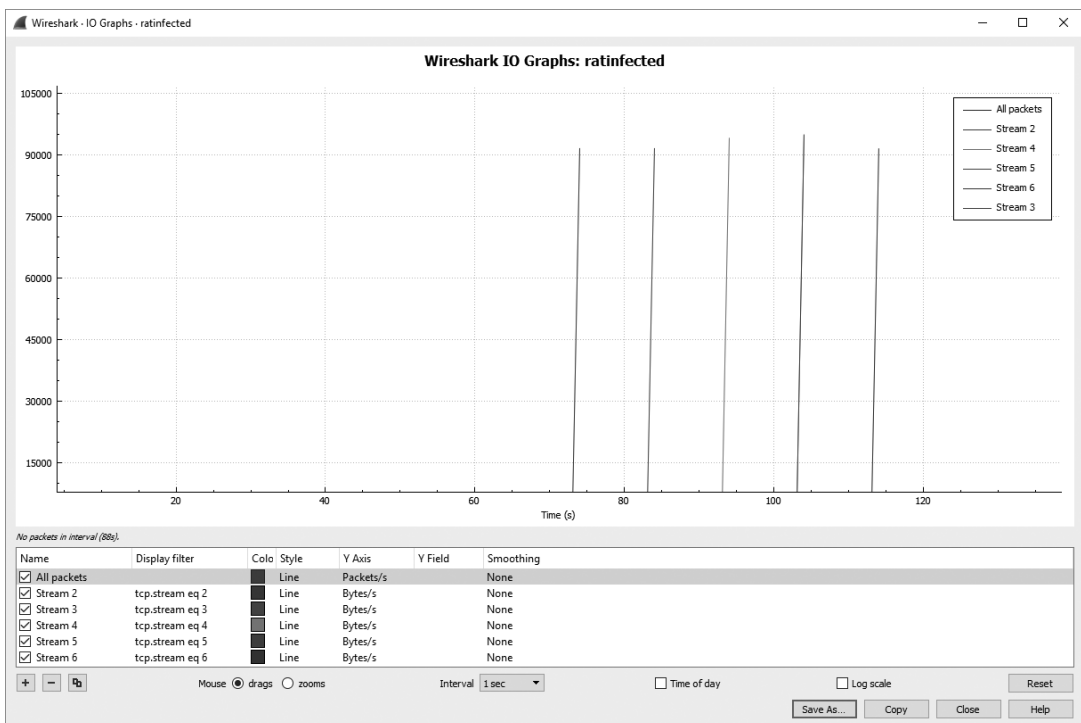 Wireshark · IO Graphs · ratinfected
Wireshark IO Graphs: ratinfected
105000
90000
75000
60000
45000
30000
15000
All packets
Stream 2
Stream 4
Stream 5
Stream 6
Stream 3
20 40 60 80 100 120
Time (s)
No packets in interval (88s).
Name Display filter Colo Style Y Axis Y Field Smoothing
All packets Line Packets/s None
Stream 2 tcp.stream eq 2 Line Bytes/s None
Stream 3 tcp.stream eq 3 Line Bytes/s None
Stream 4 tcp.stream eq 4 Line Bytes/s None
Stream 5 tcp.stream eq 5 Line Bytes/s None
Stream 6 tcp.stream eq 6 Line Bytes/s None
+ − Mouse drags zooms Interval 1 sec Time of day Log scale Reset
Save As... Copy Close Help